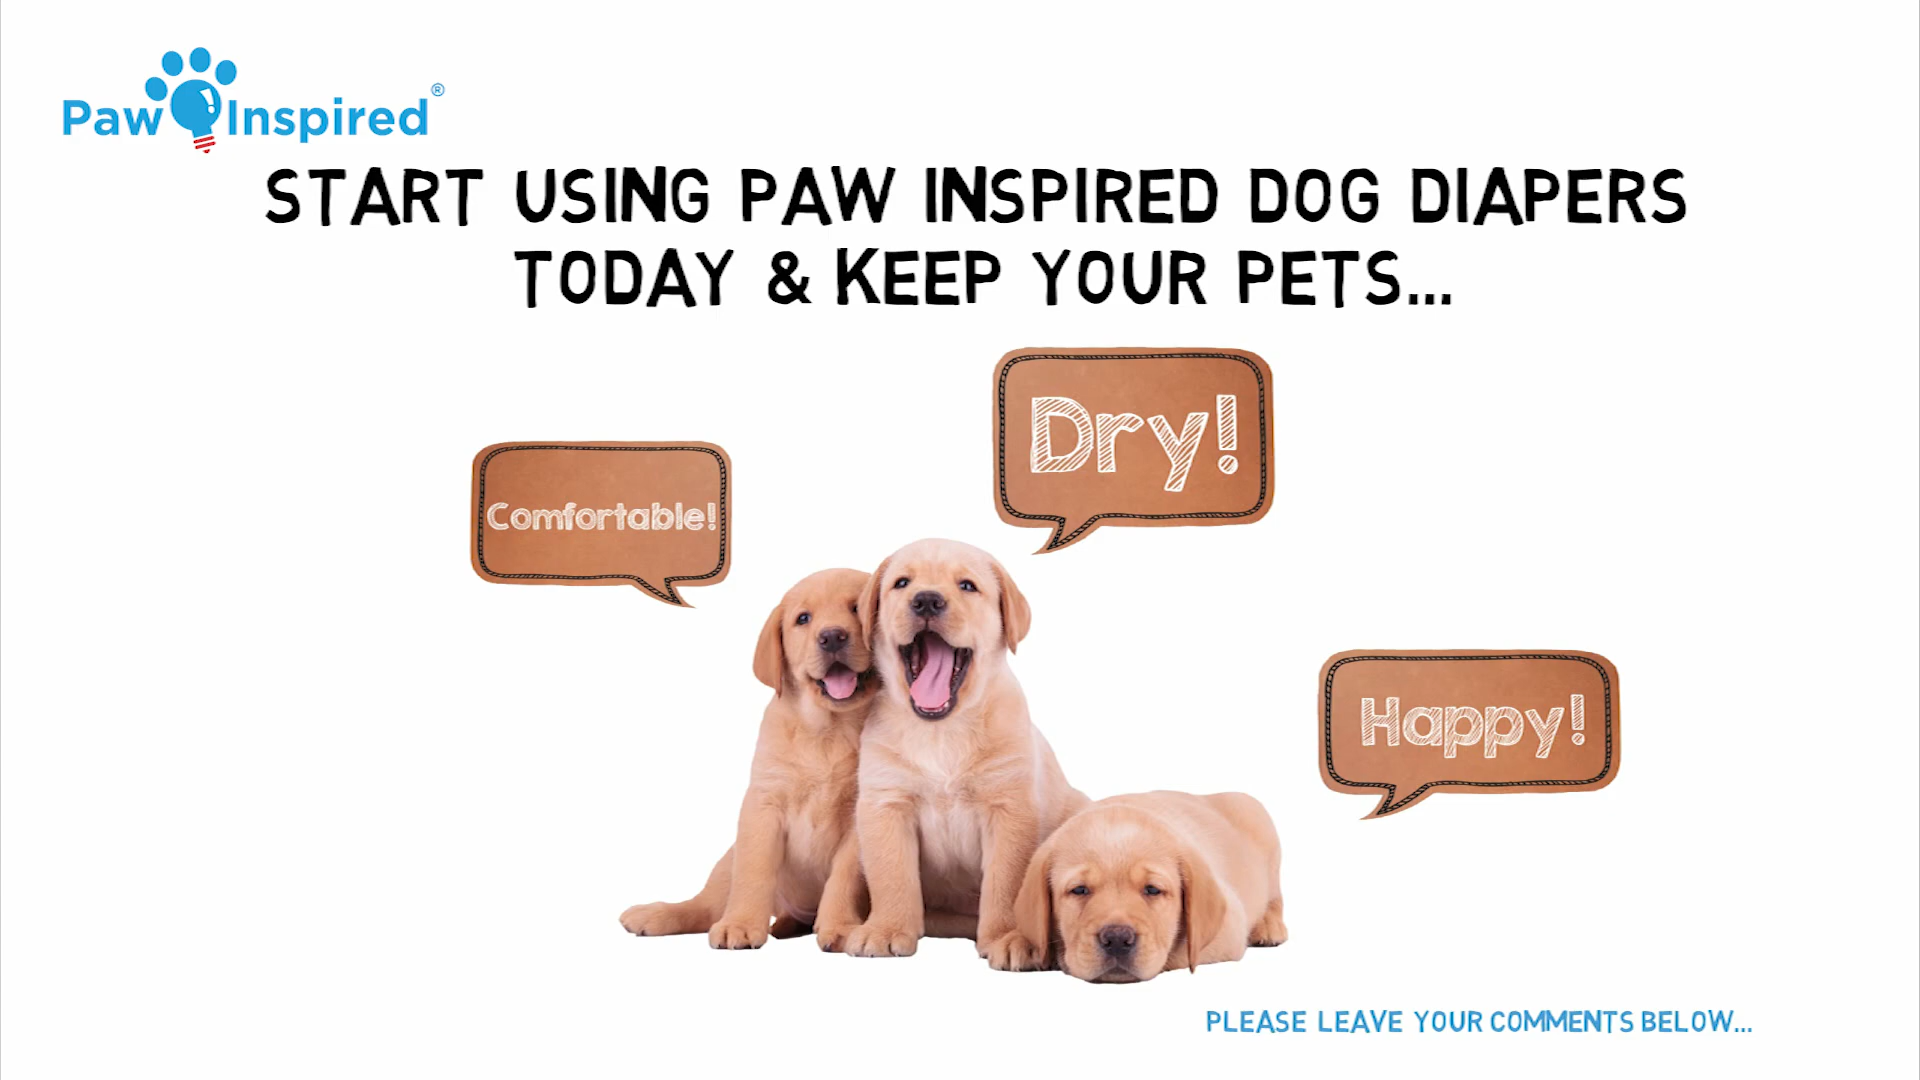 Paw Inspired®
START USING PAW INSPIRED DOG DIAPERS
TODAY & KEEP YOUR PETS...
Comfortable!
Dry!
Happy!
PLEASE LEAVE YOUR COMMENTS BELOW...